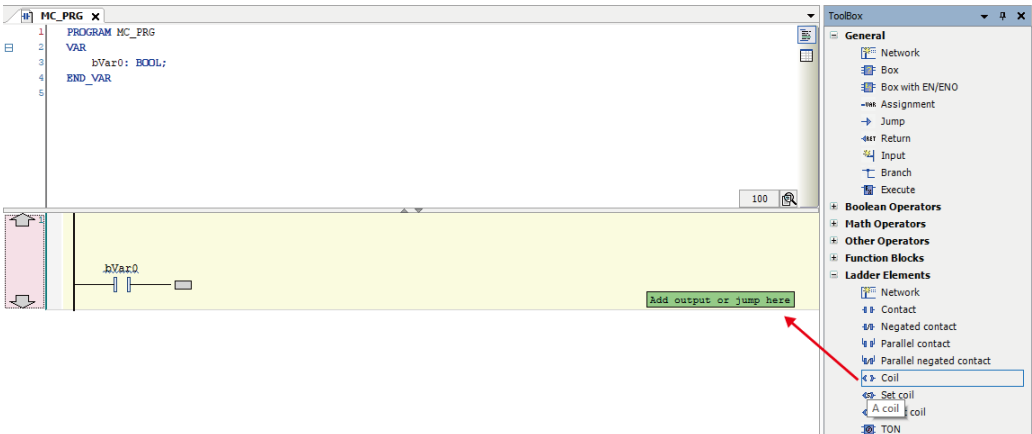 MC_PRG
1 PROGRAM MC_PRG
2 VAR
3 bVar0: BOOL;
4 END_VAR
5
100
1
bVar0
Add output or jump here
ToolBox
General
Network
Box
Box with EN/ENO
VAR Assignment
Jump
RET Return
Input
Branch
Execute
Boolean Operators
Math Operators
Other Operators
Function Blocks
Ladder Elements
Network
Contact
Negated contact
Parallel contact
Parallel negated contact
Coil
Set coil
A coil
coil
TON